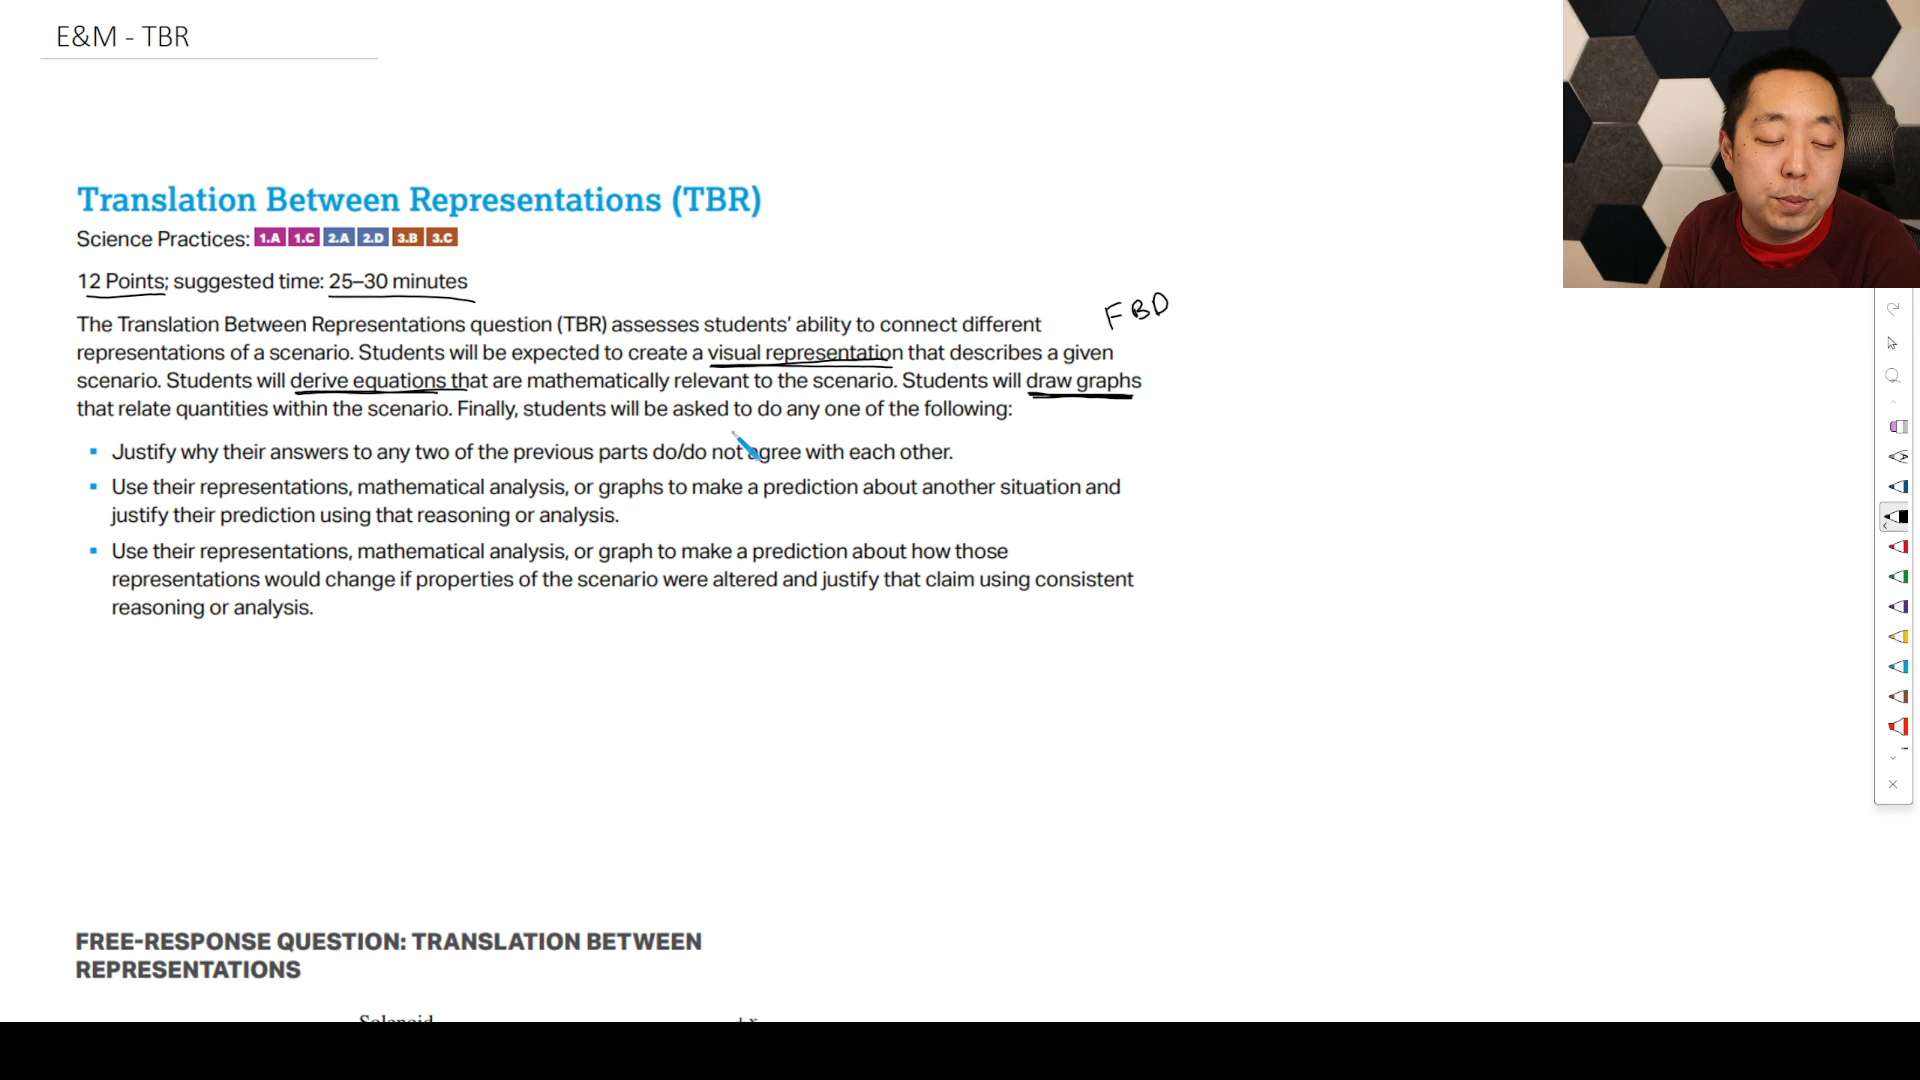 E&M - TBR
Translation Between Representations (TBR)
Science Practices: 1.A 1.C 2.A 2.D 3.B 3.C
12 Points; suggested time: 25–30 minutes
FBD
The Translation Between Representations question (TBR) assesses students’ ability to connect different
representations of a scenario. Students will be expected to create a visual representation that describes a given
scenario. Students will derive equations that are mathematically relevant to the scenario. Students will draw graphs
that relate quantities within the scenario. Finally, students will be asked to do any one of the following:
▪ Justify why their answers to any two of the previous parts do/do not agree with each other.
▪ Use their representations, mathematical analysis, or graphs to make a prediction about another situation and
justify their prediction using that reasoning or analysis.
▪ Use their representations, mathematical analysis, or graph to make a prediction about how those
representations would change if properties of the scenario were altered and justify that claim using consistent
reasoning or analysis.
FREE-RESPONSE QUESTION: TRANSLATION BETWEEN
REPRESENTATIONS
Solenoid +x